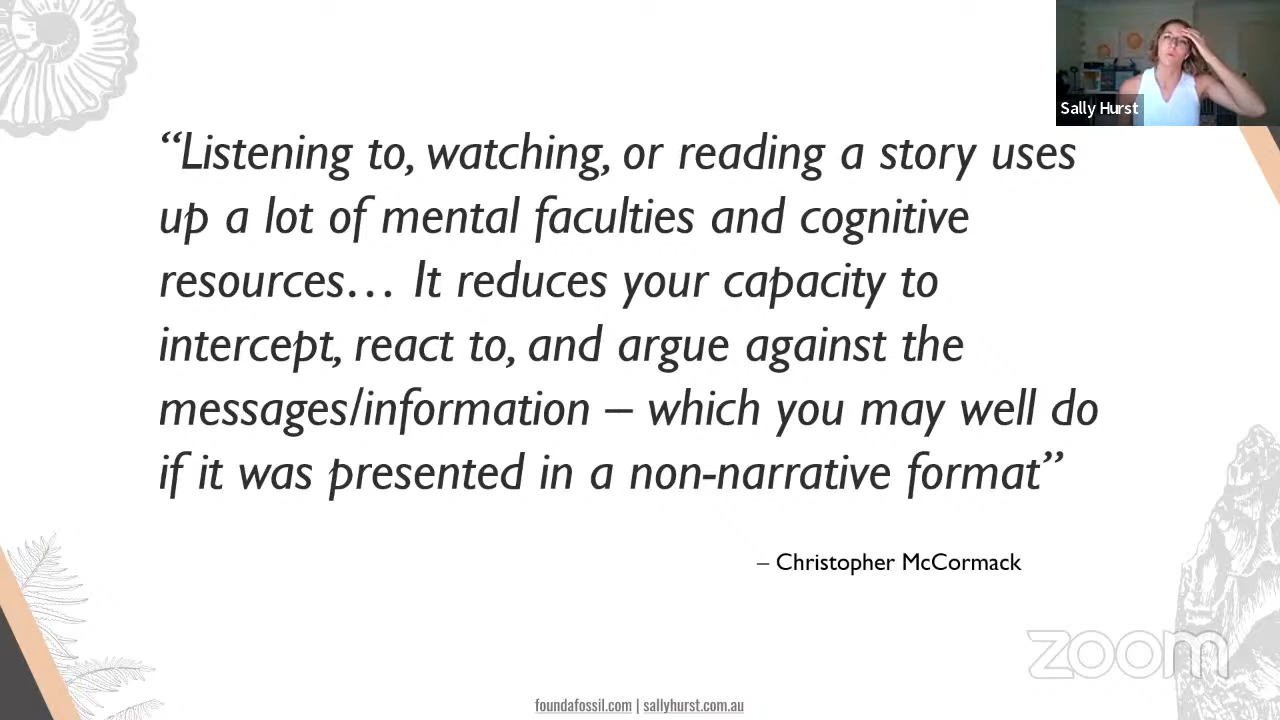 Sally Hurst
“Listening to, watching, or reading a story uses
up a lot of mental faculties and cognitive
resources… It reduces your capacity to
intercept, react to, and argue against the
messages/information – which you may well do
if it was presented in a non-narrative format”
– Christopher McCormack
zoom
foundafossil.com | sallyhurst.com.au